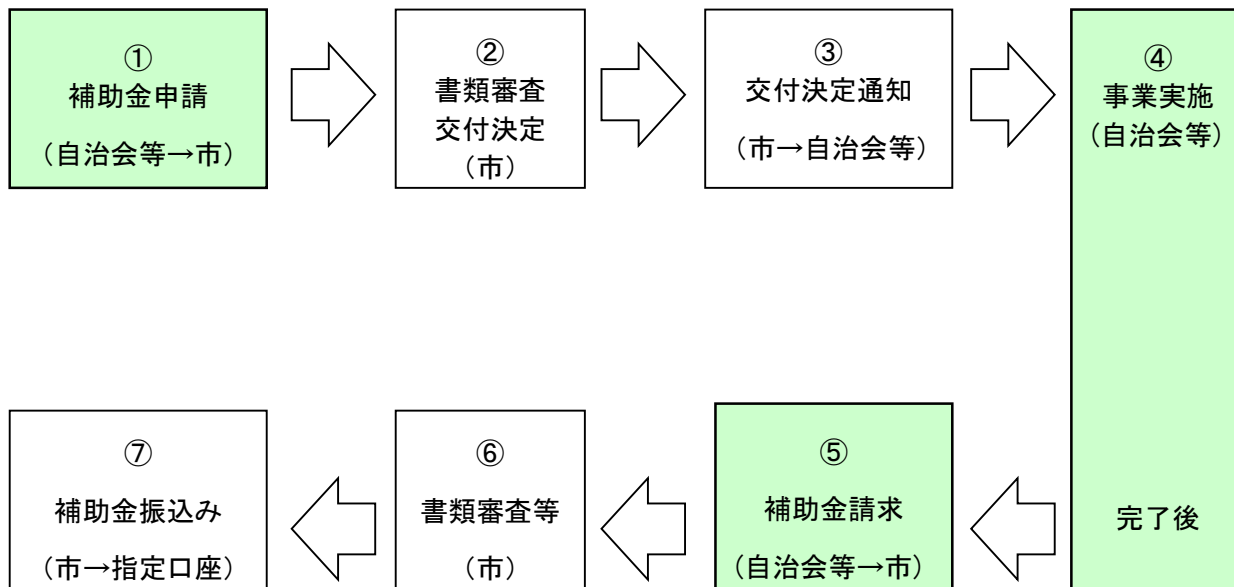 ①
補助金申請
（自治会等→市）
②
書類審査
交付決定
（市）
③
交付決定通知
（市→自治会等）
④
事業実施
（自治会等）
完了後
⑤
補助金請求
（自治会等→市）
⑥
書類審査等
（市）
⑦
補助金振込み
（市→指定口座）